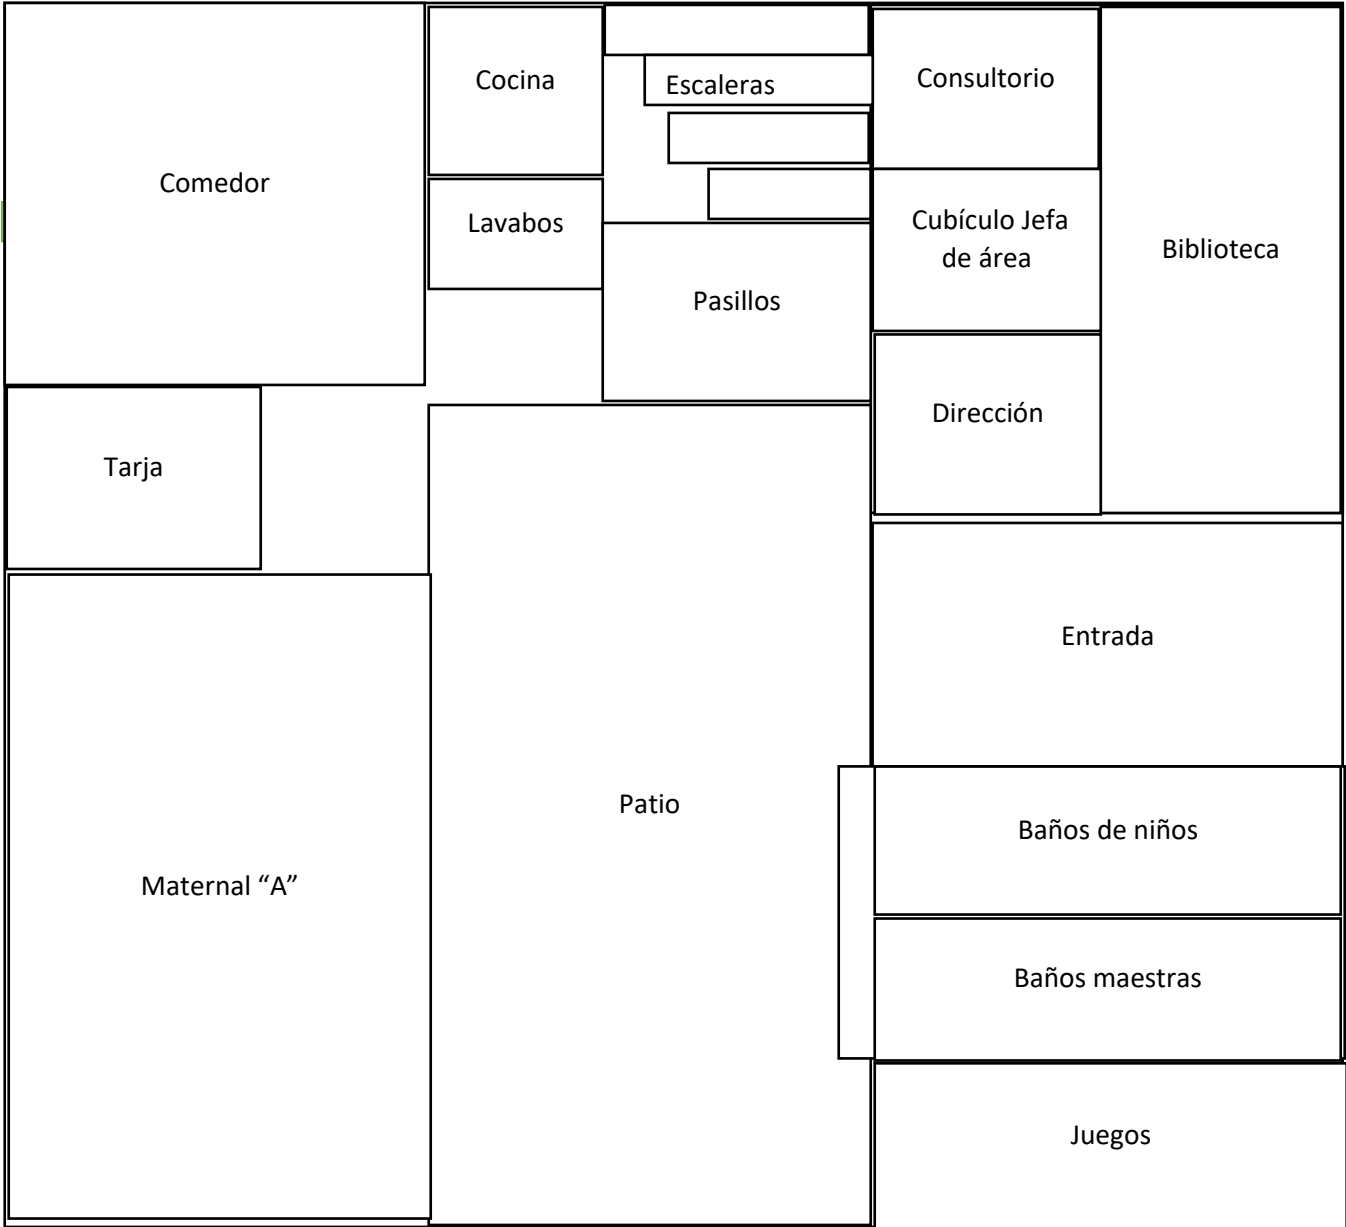 Cocina
Escaleras
Consultorio
Comedor
Lavabos
Cubículo Jefa
de área
Biblioteca
Pasillos
Dirección
Tarja
Entrada
Patio
Baños de niños
Maternal “A”
Baños maestras
Juegos